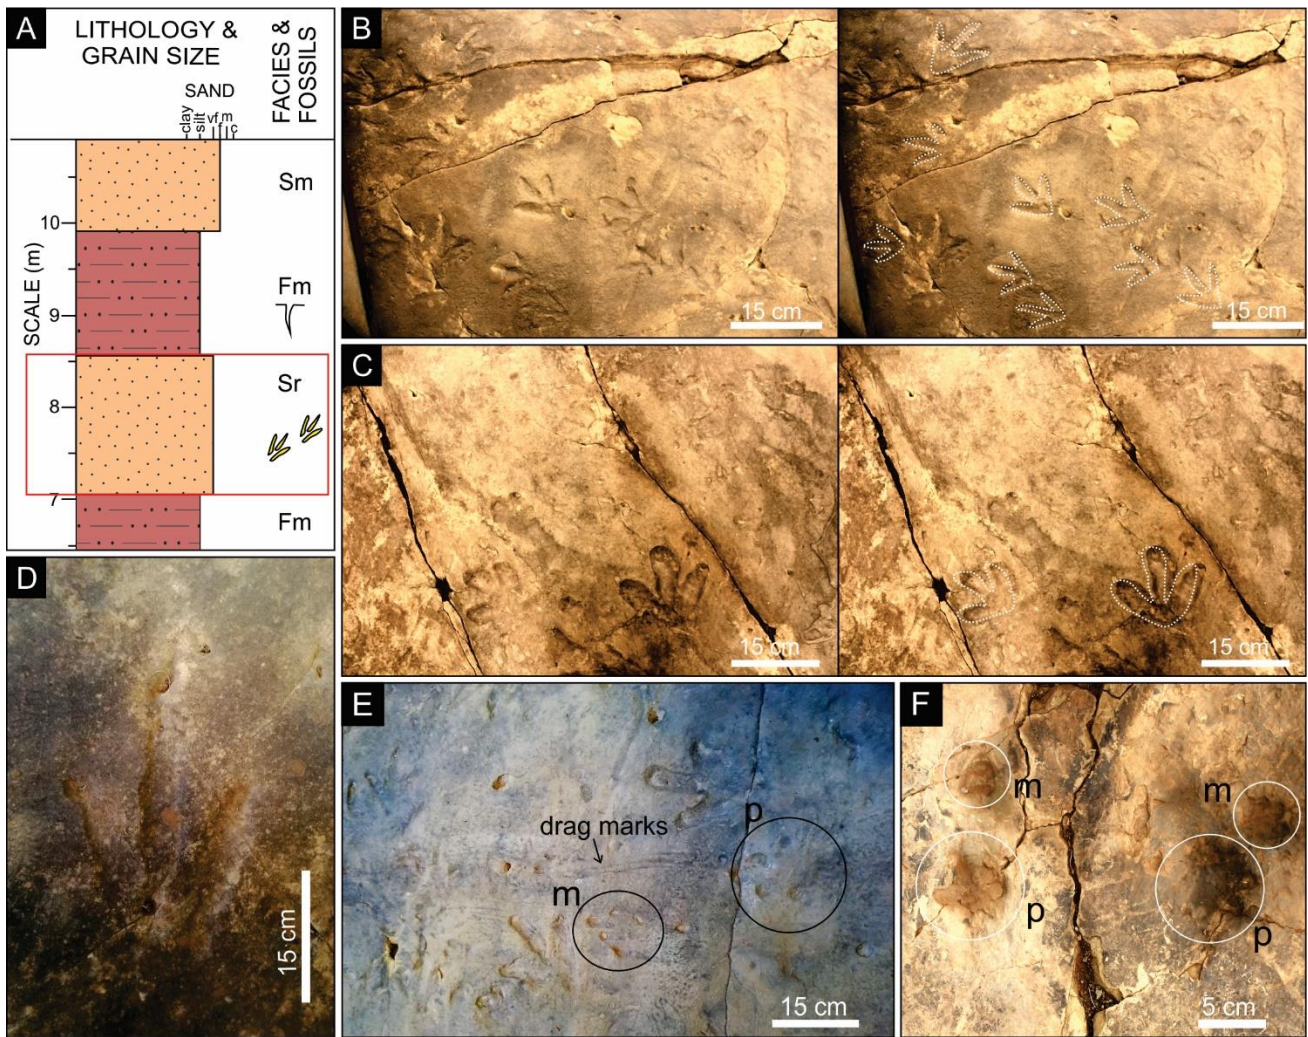 A
LITHOLOGY &
GRAIN SIZE
FACIES &
FOSSILS
SAND
clay
silt
vf
f
m
c
SCALE (m)
10
9
8
7
Sm
Fm
Sr
Fm
B
15 cm
15 cm
C
15 cm
15 cm
D
15 cm
E
drag marks
m
p
15 cm
F
m
m
p
p
5 cm